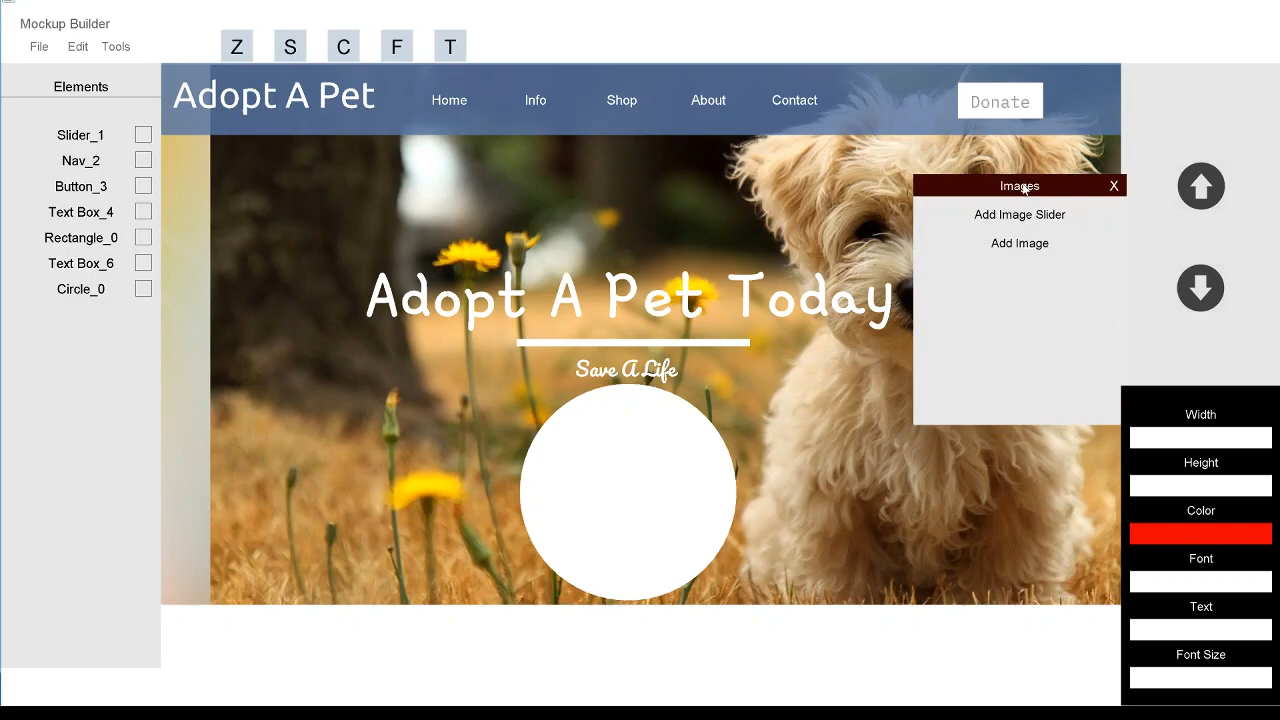 Mockup Builder
File Edit Tools
Z S C F T
Elements
Slider_1
Nav_2
Button_3
Text Box_4
Rectangle_0
Text Box_6
Circle_0
Adopt A Pet
Home Info Shop About Contact
Donate
Adopt A Pet Today
Save A Life
Images X
Add Image Slider
Add Image
Width
Height
Color
Font
Text
Font Size